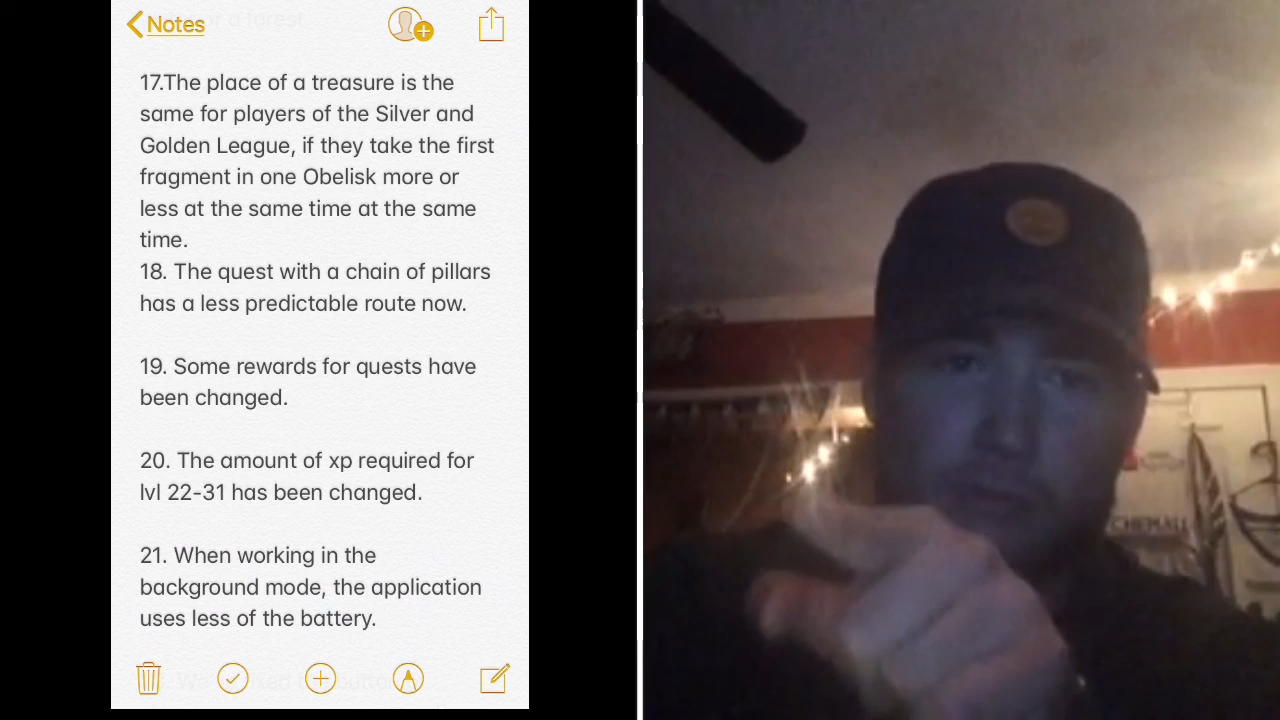 Notes
17.The place of a treasure is the
same for players of the Silver and
Golden League, if they take the first
fragment in one Obelisk more or
less at the same time at the same
time.
18. The quest with a chain of pillars
has a less predictable route now.
19. Some rewards for quests have
been changed.
20. The amount of xp required for
lvl 22-31 has been changed.
21. When working in the
background mode, the application
uses less of the battery.